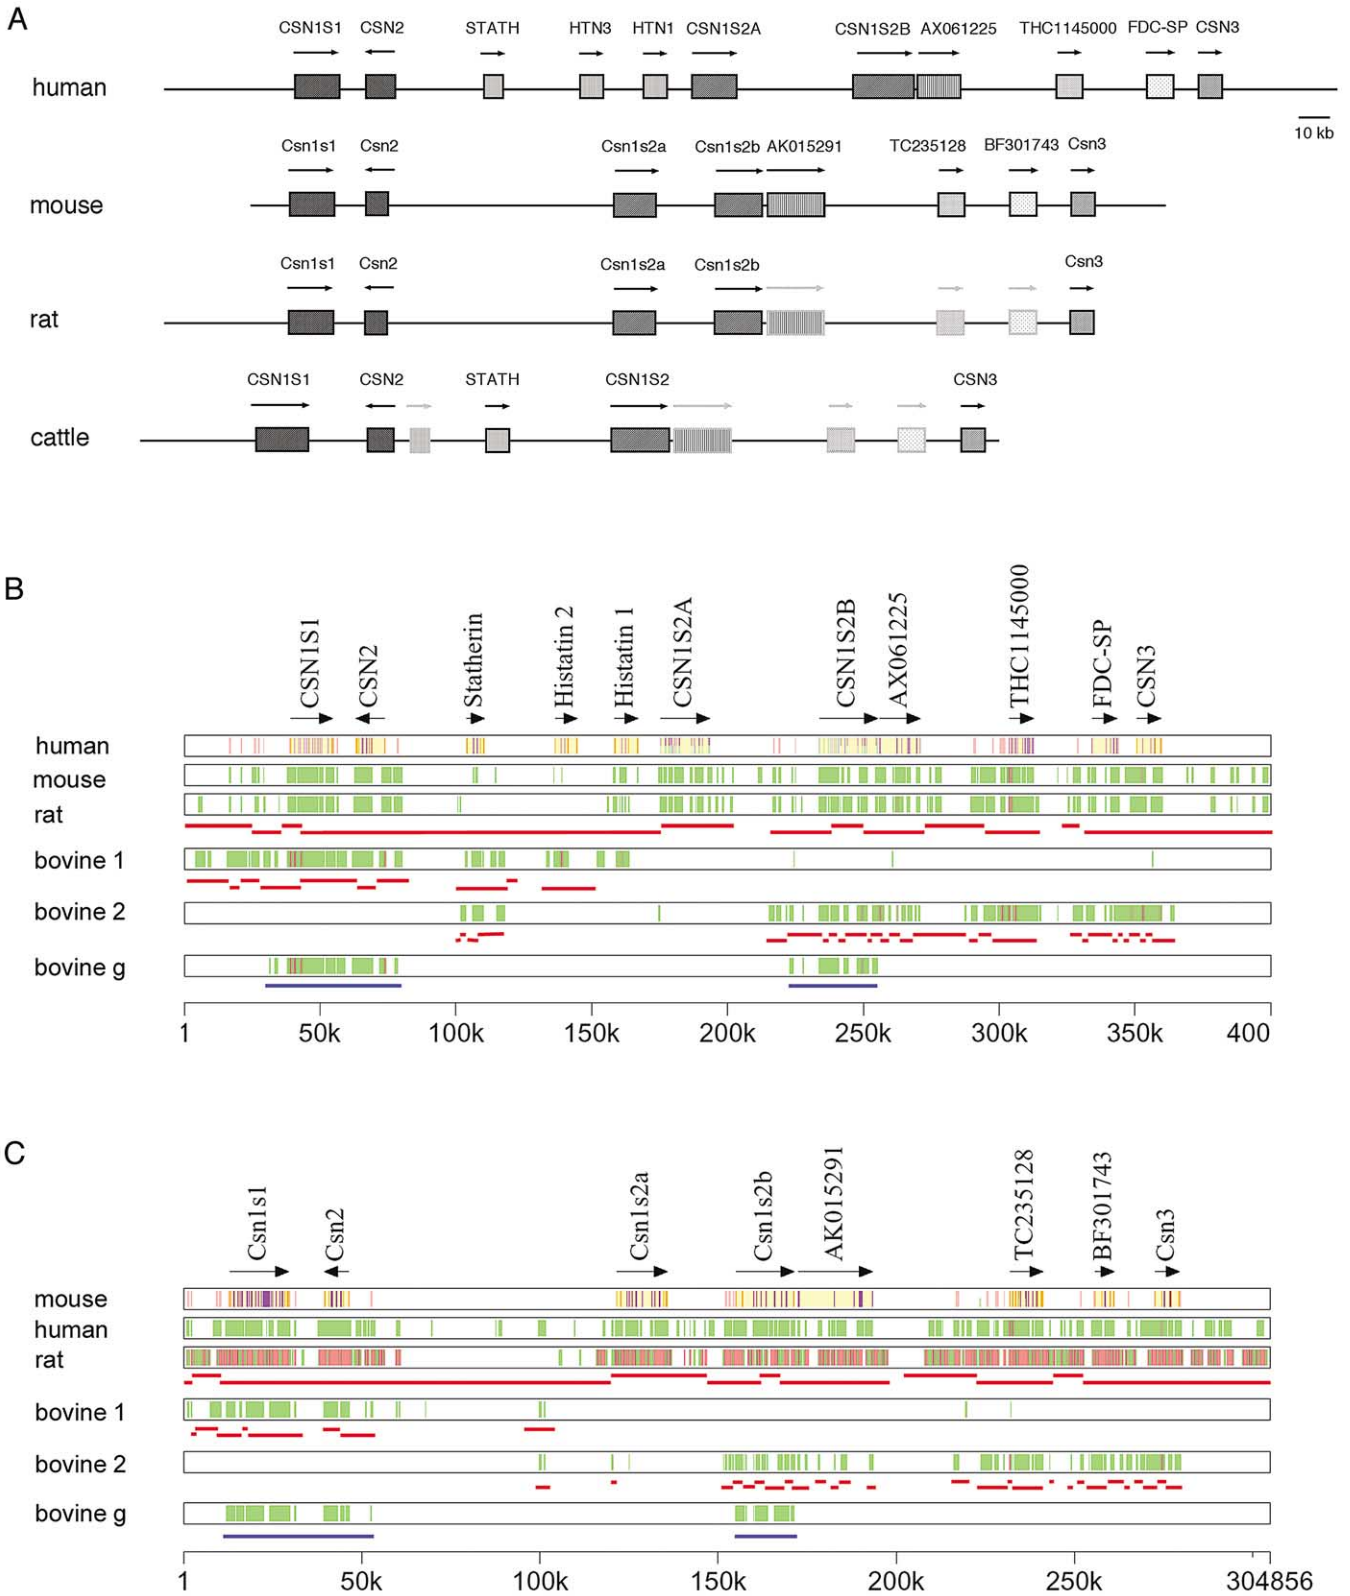 A
CSN1S1 CSN2 STATH HTN3 HTN1 CSN1S2A CSN1S2B AX061225 THC1145000 FDC-SP CSN3
human
10 kb
Csn1s1 Csn2 Csn1s2a Csn1s2b AK015291 TC235128 BF301743 Csn3
mouse
Csn1s1 Csn2 Csn1s2a Csn1s2b Csn3
rat
CSN1S1 CSN2 STATH CSN1S2 CSN3
cattle
B
CSN1S1 CSN2 Statherin Histatin 2 Histatin 1 CSN1S2A CSN1S2B AX061225 THC1145000 FDC-SP CSN3
human
mouse
rat
bovine 1
bovine 2
bovine g
1 50k 100k 150k 200k 250k 300k 350k 400
C
Csn1s1 Csn2 Csn1s2a Csn1s2b AK015291 TC235128 BF301743 Csn3
mouse
human
rat
bovine 1
bovine 2
bovine g
1 50k 100k 150k 200k 250k 304856